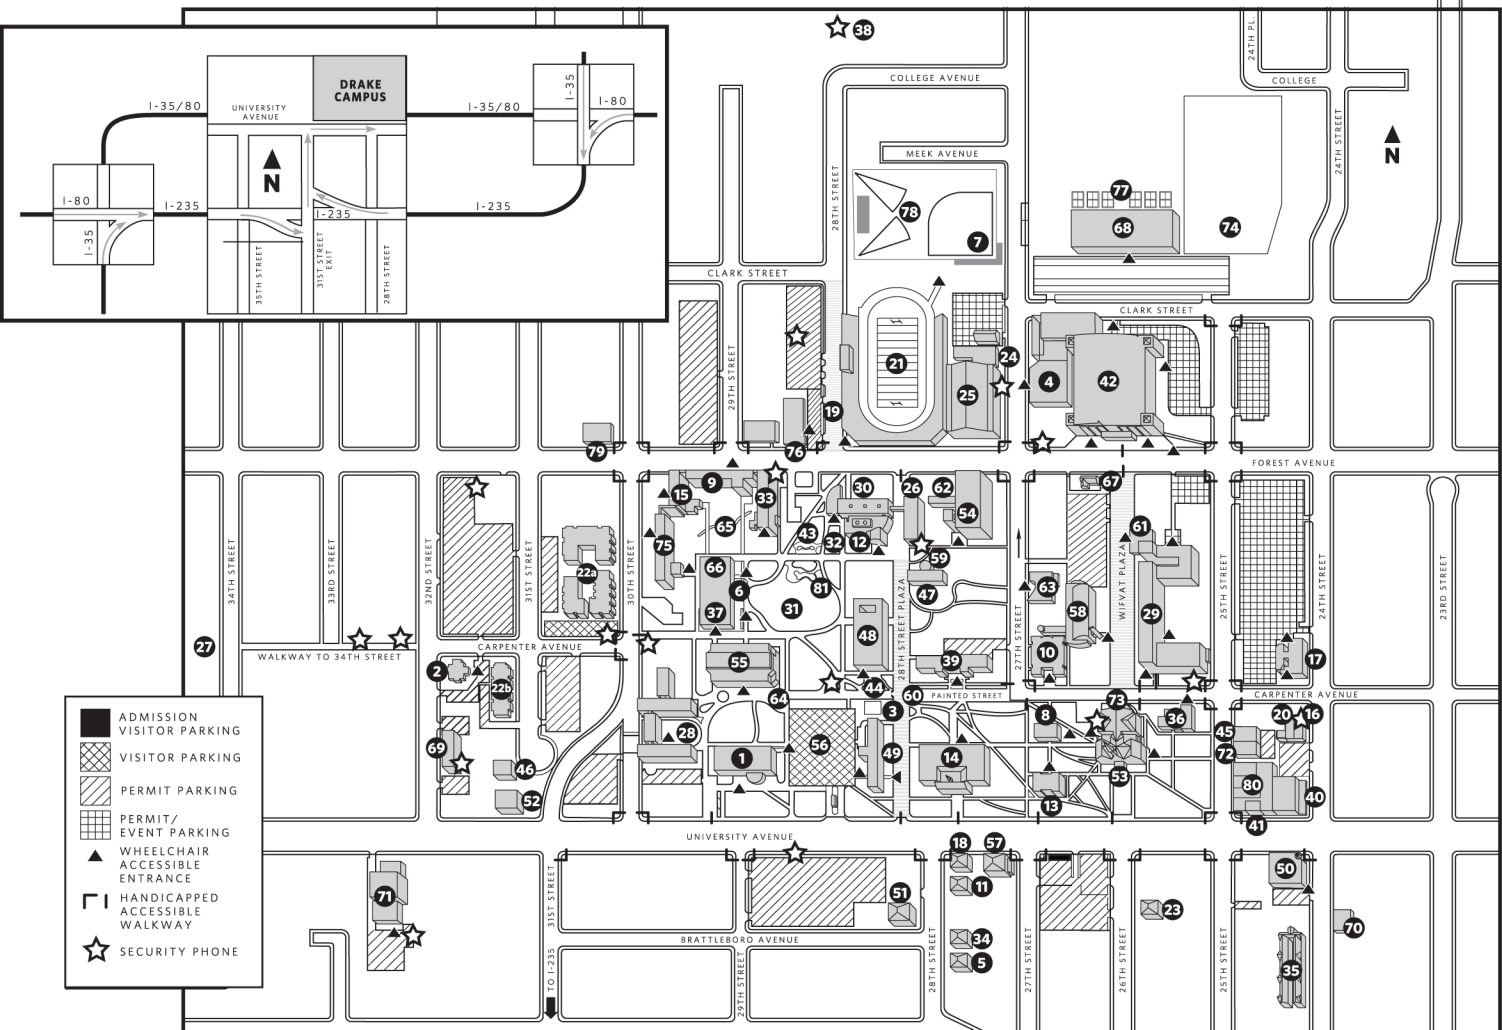 38
COLLEGE AVENUE
24TH PL.
COLLEGE
I-35/80
UNIVERSITY
AVENUE
DRAKE
CAMPUS
I-35/80
I-35
I-80
N
I-80
I-235
I-35
I-235
I-235
35TH STREET
31ST STREET
EXIT
28TH STREET
MEEK AVENUE
28TH STREET
24TH STREET
N
78
7
77
68
74
CLARK STREET
CLARK STREET
29TH STREET
21
24
25
4
42
19
79
76
FOREST AVENUE
9
15
33
65
75
30
26
62
54
43
32
12
67
61
22a
66
6
37
81
31
59
47
63
58
29
48
34TH STREET
33RD STREET
32ND STREET
31ST STREET
30TH STREET
28TH STREET PLAZA
27TH STREET
WIFVAT PLAZA
25TH STREET
24TH STREET
23RD STREET
27
WALKWAY TO 34TH STREET
CARPENTER AVENUE
2
22b
55
39
10
17
64
44
60
PAINTED STREET
CARPENTER AVENUE
3
73
8
36
20
16
45
72
69
46
52
28
1
56
49
14
53
13
80
40
41
UNIVERSITY AVENUE
ADMISSION
VISITOR PARKING
VISITOR PARKING
PERMIT PARKING
PERMIT/
EVENT PARKING
WHEELCHAIR
ACCESSIBLE
ENTRANCE
HANDICAPPED
ACCESSIBLE
WALKWAY
SECURITY PHONE
18
57
11
51
71
50
23
70
34
5
35
31ST STREET
TO I-235
BRATTLEBORO AVENUE
29TH STREET
28TH STREET
27TH STREET
26TH STREET
25TH STREET